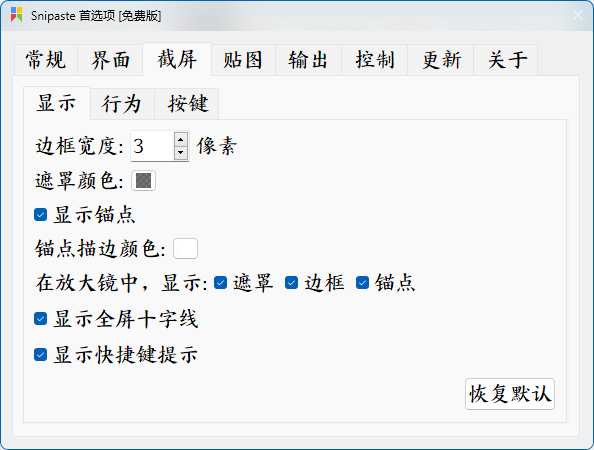 Snipaste 首选项 [免费版]
常规 界面 截屏 贴图 输出 控制 更新 关于
显示 行为 按键
边框宽度: 3 像素
遮罩颜色:
显示锚点
锚点描边颜色:
在放大镜中，显示: 遮罩 边框 锚点
显示全屏十字线
显示快捷键提示
恢复默认